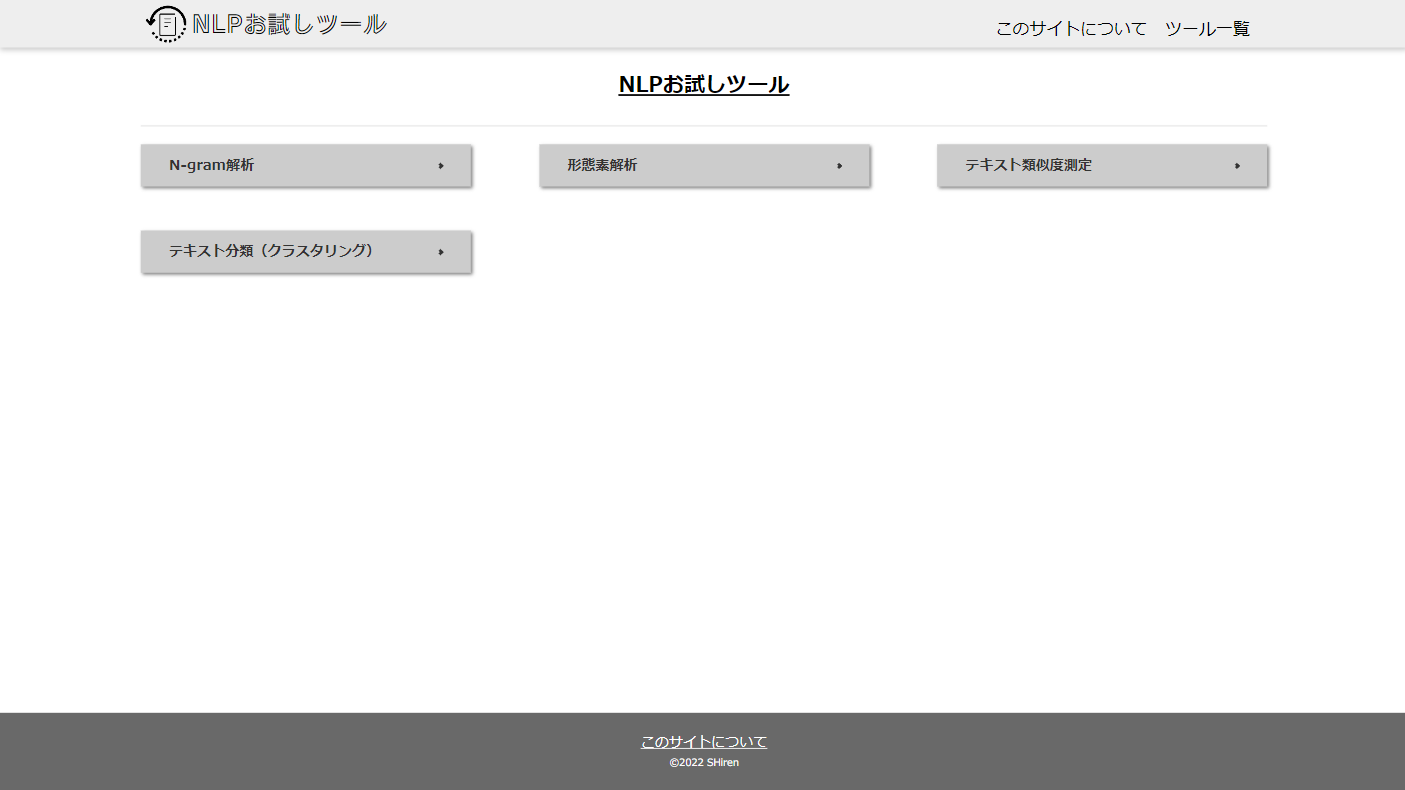 NLPお試しツール
このサイトについて ツール一覧
NLPお試しツール
N-gram解析
形態素解析
テキスト類似度測定
テキスト分類（クラスタリング）
このサイトについて
©2022 SHiren